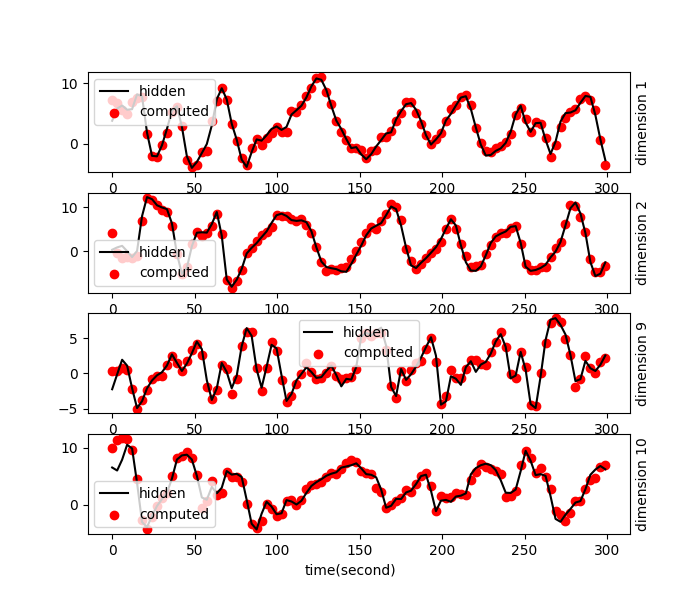 10
0
hidden
computed
dimension 1
0 50 100 150 200 250 300
10
0
hidden
computed
dimension 2
0 50 100 150 200 250 300
5
0
−5
hidden
computed
dimension 9
0 50 100 150 200 250 300
10
0
hidden
computed
dimension 10
0 50 100 150 200 250 300
time(second)